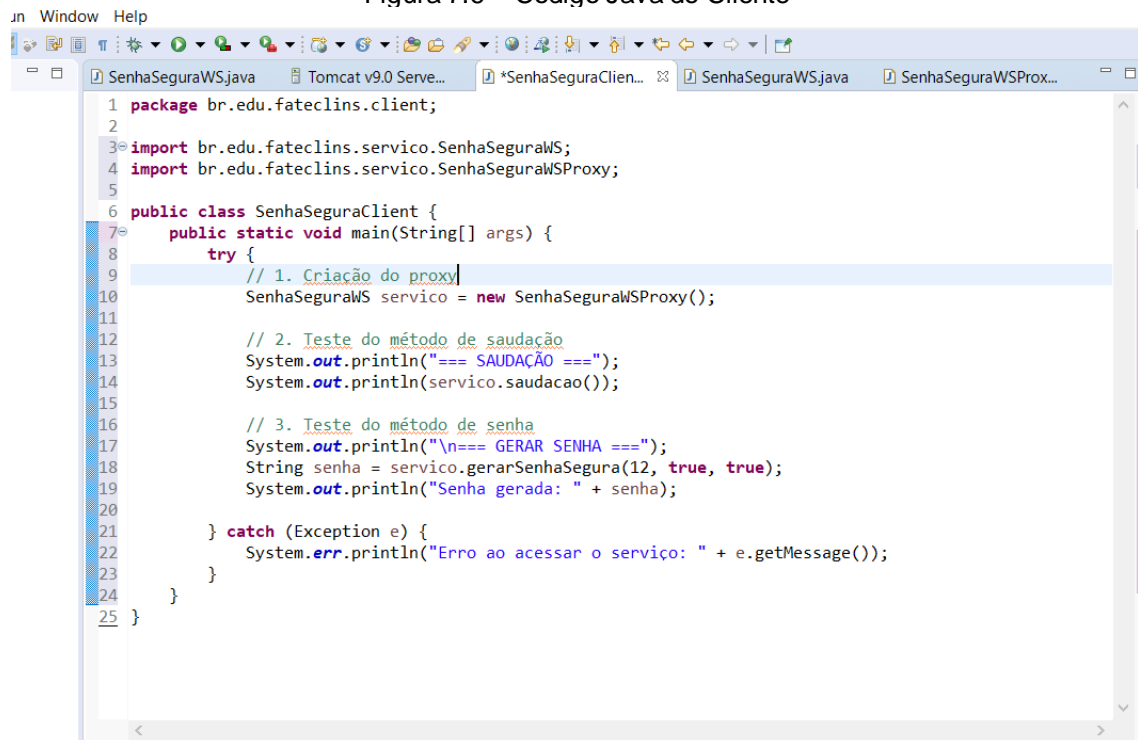 Figura 7.6 – Código Java do Cliente
un Window Help
SenhaSeguraWS.java Tomcat v9.0 Serve... *SenhaSeguraClien... SenhaSeguraWS.java SenhaSeguraWSProx...
1 package br.edu.fateclins.client;
2
3 import br.edu.fateclins.servico.SenhaSeguraWS;
4 import br.edu.fateclins.servico.SenhaSeguraWSProxy;
5
6 public class SenhaSeguraClient {
7 public static void main(String[] args) {
8 try {
9 // 1. Criação do proxy
10 SenhaSeguraWS servico = new SenhaSeguraWSProxy();
11
12 // 2. Teste do método de saudação
13 System.out.println("=== SAUDAÇÃO ===");
14 System.out.println(servico.saudacao());
15
16 // 3. Teste do método de senha
17 System.out.println("\n=== GERAR SENHA ===");
18 String senha = servico.gerarSenhaSegura(12, true, true);
19 System.out.println("Senha gerada: " + senha);
20
21 } catch (Exception e) {
22 System.err.println("Erro ao acessar o serviço: " + e.getMessage());
23 }
24 }
25 }